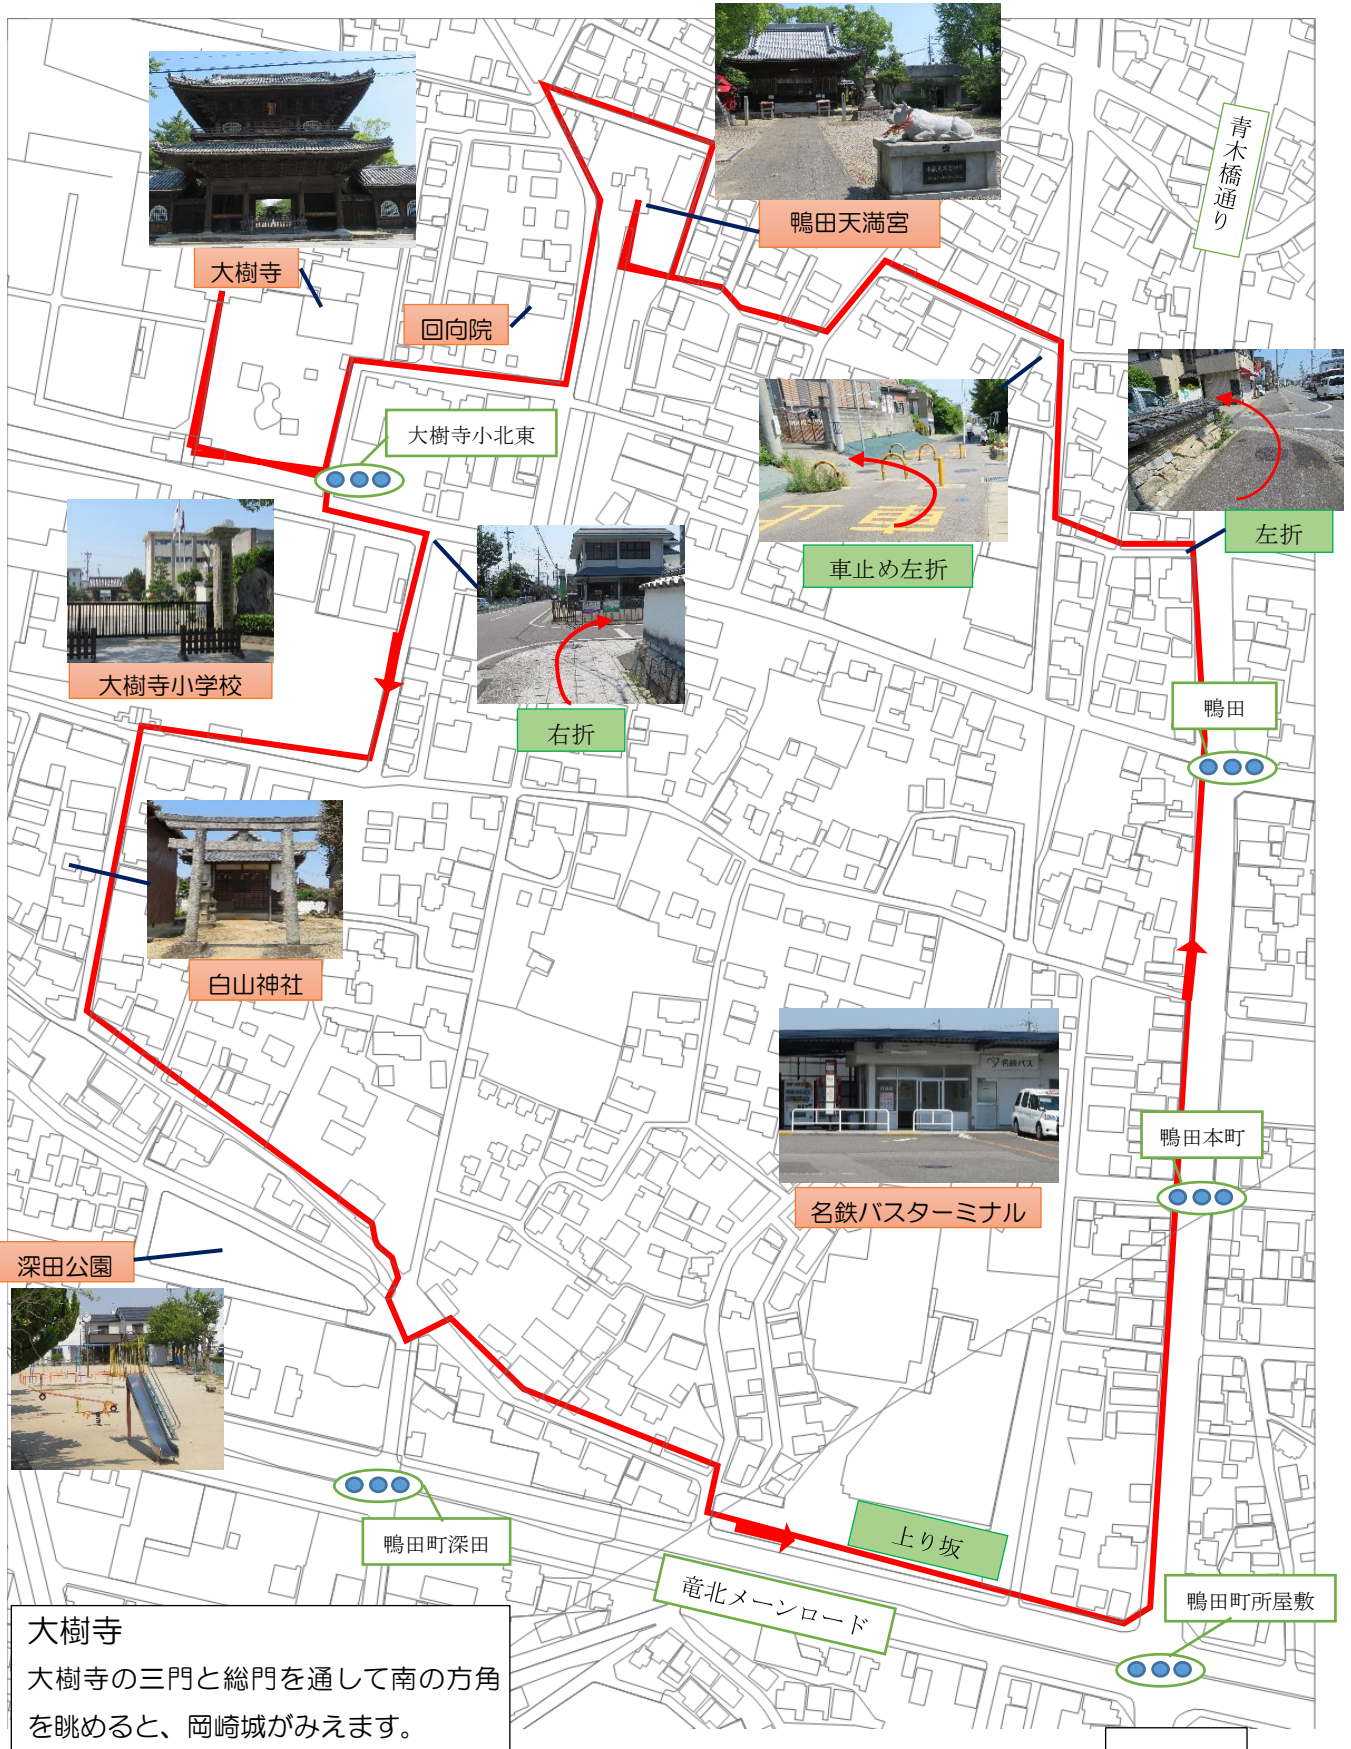 青木橋通り
鴨田天満宮
大樹寺
回向院
大樹寺小北東
左折
車止め左折
大樹寺小学校
鴨田
右折
白山神社
名鉄バス
鴨田本町
名鉄バスターミナル
深田公園
上り坂
鴨田町深田
竜北メーンロード
鴨田町所屋敷
大樹寺
大樹寺の三門と総門を通して南の方角
を眺めると、岡崎城がみえます。